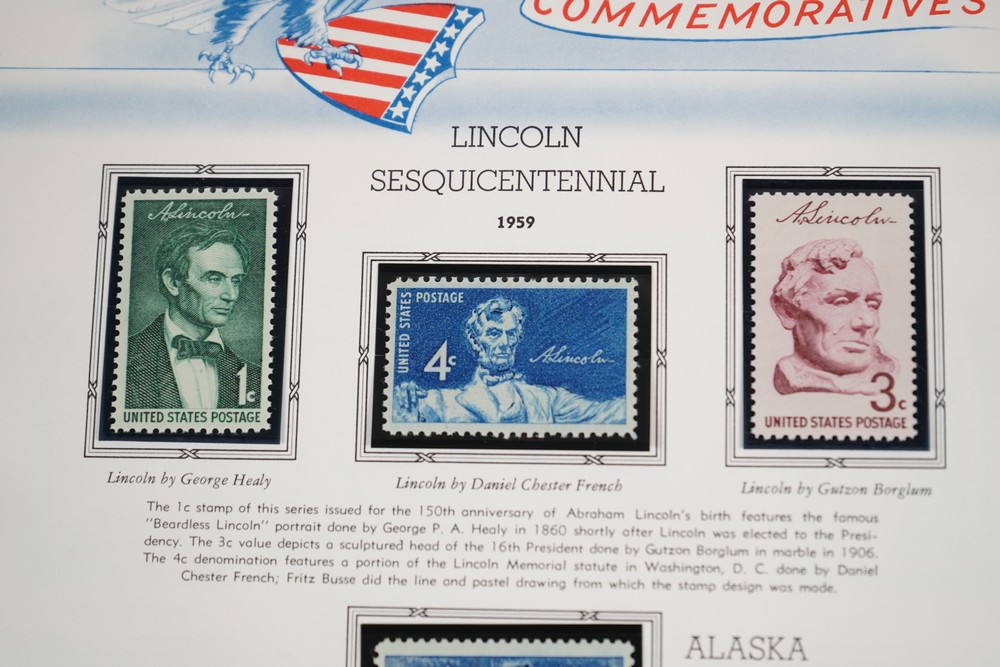 COMMEMORATIVES
LINCOLN
SESQUICENTENNIAL
1959
A. Lincoln
1c
UNITED STATES POSTAGE
UNITED STATES POSTAGE
4c
A. Lincoln
A. Lincoln
3c
UNITED STATES POSTAGE
Lincoln by George Healy
Lincoln by Daniel Chester French
Lincoln by Gutzon Borglum
The 1c stamp of this series issued for the 150th anniversary of Abraham Lincoln's birth features the famous
"Beardless Lincoln" portrait done by George P. A. Healy in 1860 shortly after Lincoln was elected to the Presi-
dency. The 3c value depicts a sculptured head of the 16th President done by Gutzon Borglum in marble in 1906.
The 4c denomination features a portion of the Lincoln Memorial statute in Washington, D. C. done by Daniel
Chester French; Fritz Busse did the line and pastel drawing from which the stamp design was made.
ALASKA